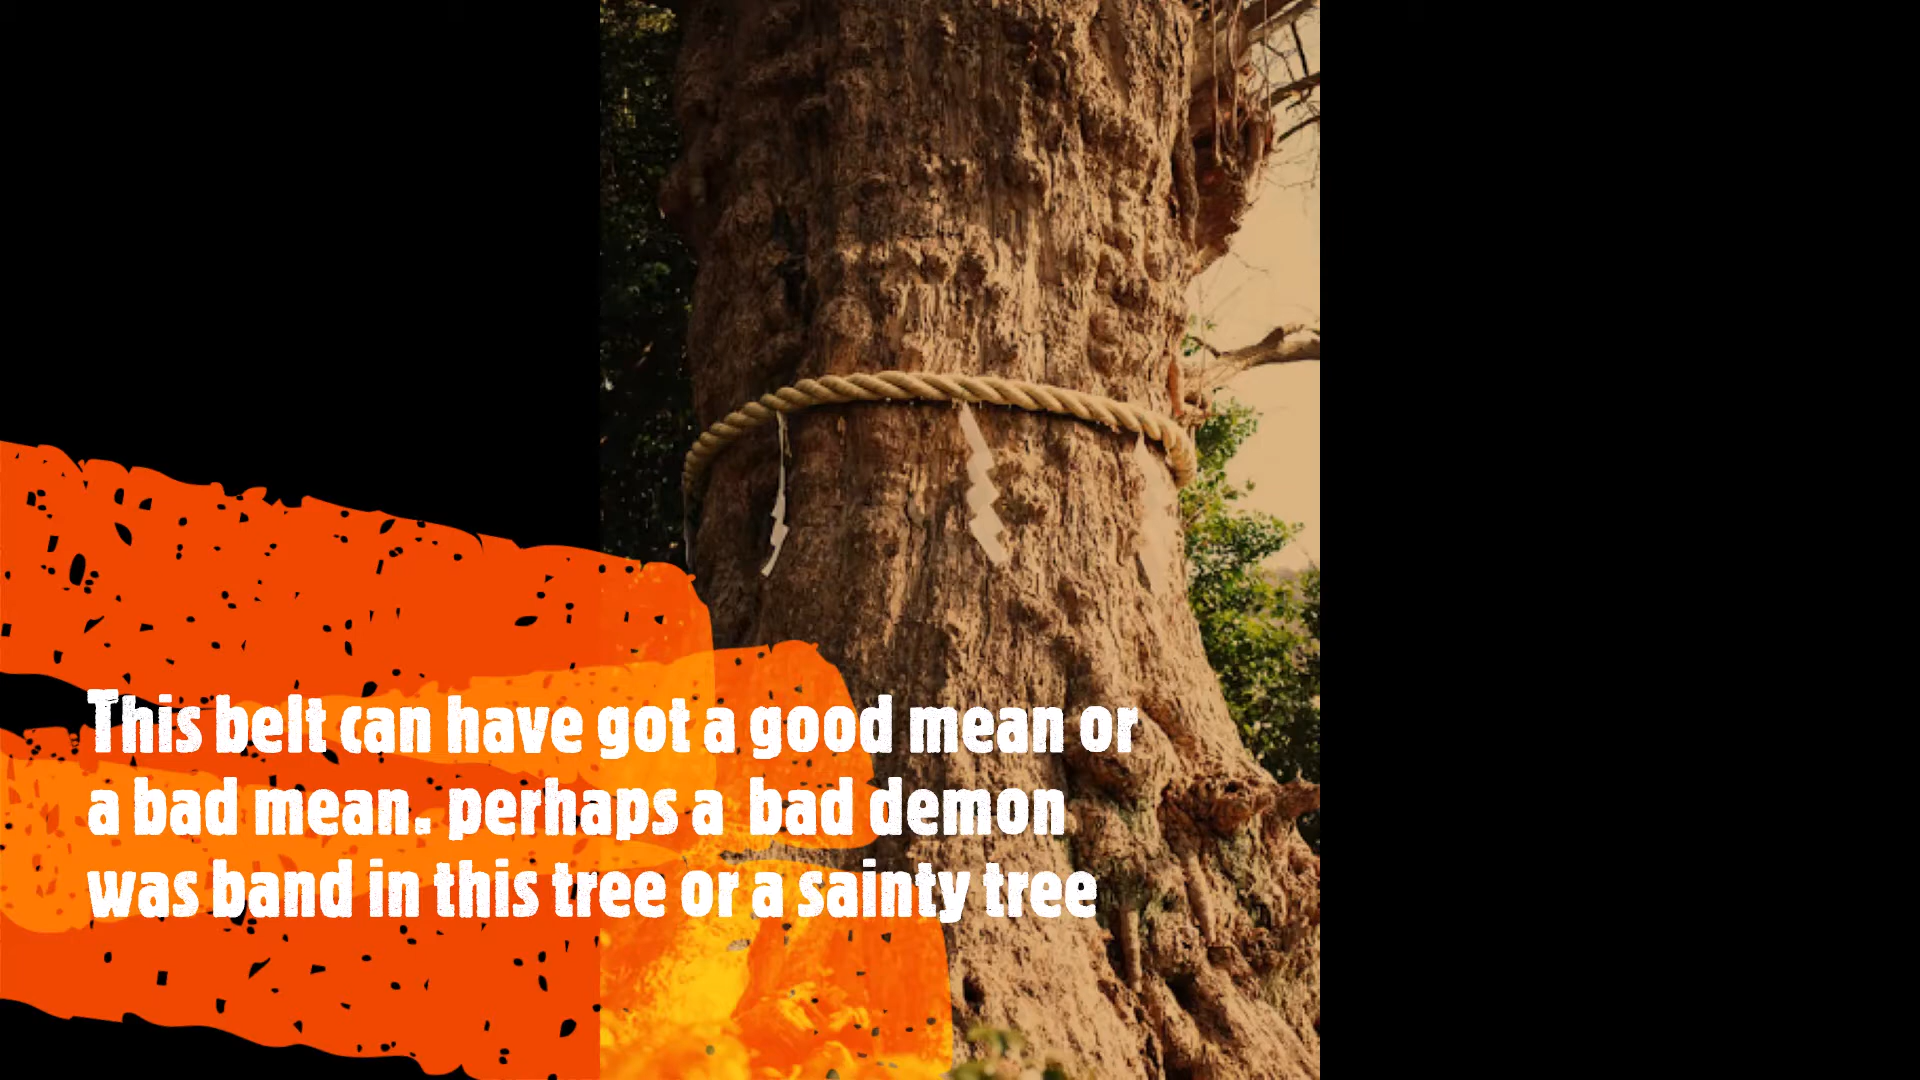 This belt can have got a good mean or
a bad mean. perhaps a bad demon
was band in this tree or a sainty tree